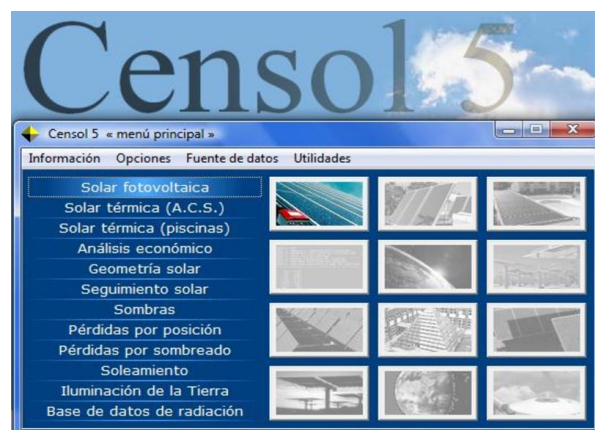 Censol 5
Censol 5 « menú principal »
Información Opciones Fuente de datos Utilidades
Solar fotovoltaica
Solar térmica (A.C.S.)
Solar térmica (piscinas)
Análisis económico
Geometría solar
Seguimiento solar
Sombras
Pérdidas por posición
Pérdidas por sombreado
Soleamiento
Iluminación de la Tierra
Base de datos de radiación